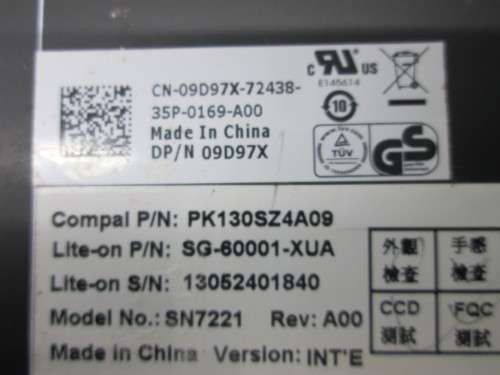 CN-09D97X-72438-
35P-0169-A00
Made In China
DP/N 09D97X
c RU US
E145614
10
TÜV
GS
Compal P/N: PK130SZ4A09
Lite-on P/N: SG-60001-XUA
Lite-on S/N: 13052401840
Model No.: SN7221 Rev: A00
Made in China Version: INT'E
外觀 手感
檢查 檢查
CCD FQC
測試 測試